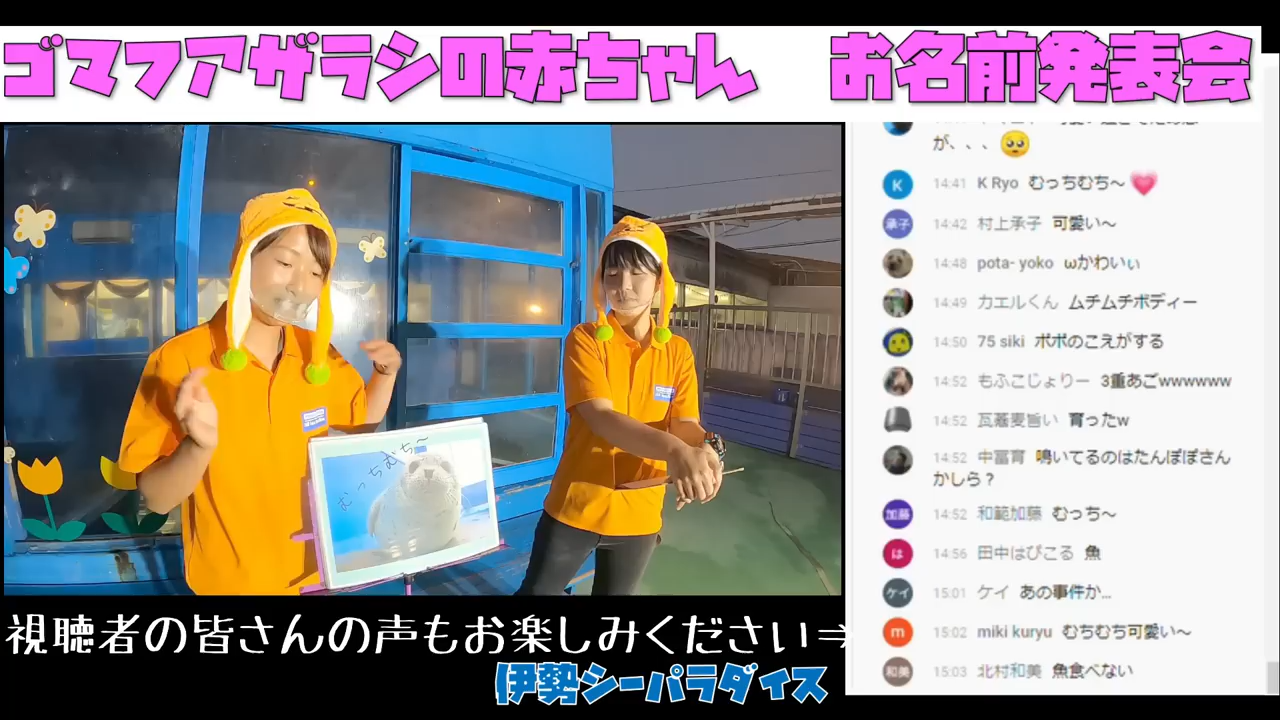 ゴマフアザラシの赤ちゃん お名前発表会
むっちむち〜
が、、、🥺
K 14:41 K Ryo むっちむち〜💗
承子 14:42 村上承子 可愛い〜
14:48 pota- yoko ωかわいぃ
14:49 カエルくん ムチムチボディー
14:50 75 siki ポポのこえがする
14:52 もふこじょりー 3重あごwwwwww
14:52 瓦蕎麦旨い 育ったw
14:52 中冨育 鳴いてるのはたんぽぽさん
かしら?
加藤 14:52 和範加藤 むっち〜
は 14:56 田中はぴこる 魚
ケイ 15:01 ケイ あの事件か...
m 15:02 miki kuryu むちむち可愛い〜
和美 15:03 北村和美 魚食べない
視聴者の皆さんの声もお楽しみください⇒
伊勢シーパラダイス